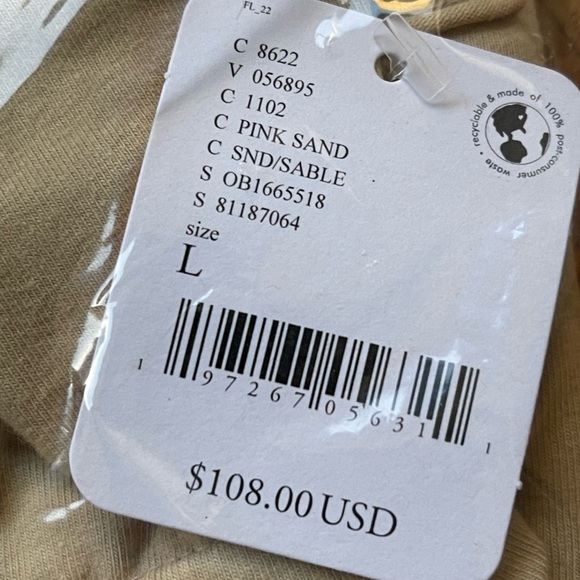 FL_22
C 8622
V 056895
C 1102
C PINK SAND
C SND/SABLE
S OB1665518
S 81187064
size
L
recyclable & made of 100% post-consumer waste •
1 97267 05631 1
$108.00 USD